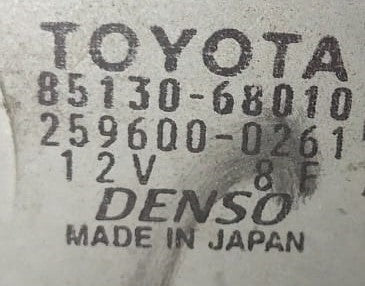 TOYOTA
85130-68010
259600-0261
12V 8F
DENSO
MADE IN JAPAN